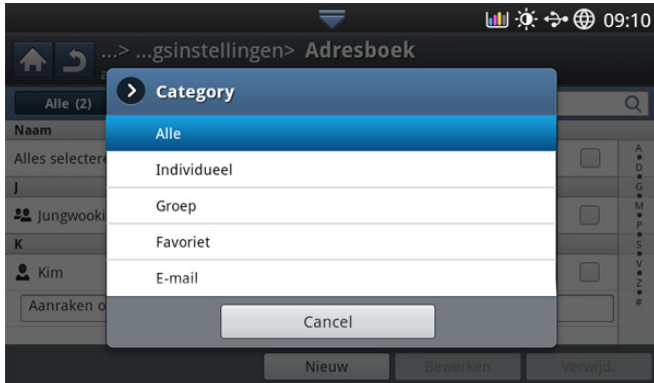 09:10
...> ...gsinstellingen> Adresboek
Alle (2)
Category
Naam
Alle
Alles selectere
Individueel
J
Groep
Jungwooki
Favoriet
K
E-mail
Kim
Aanraken o
Cancel
A
D
G
M
P
S
V
Z
#
Nieuw
Bewerken
Verwijd.